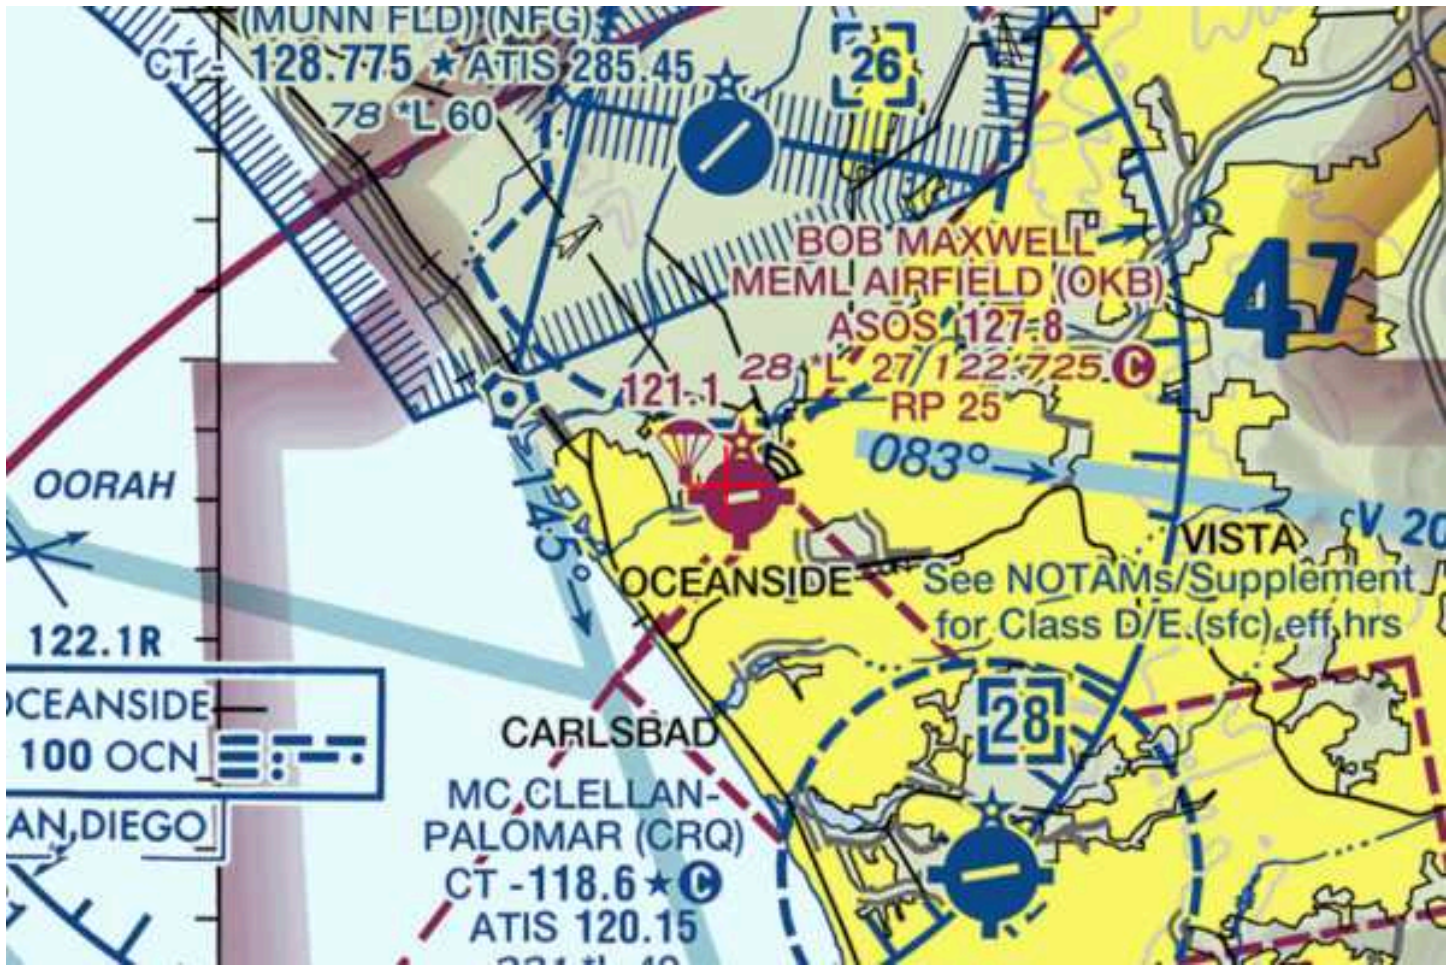 (MUNN FLD) (NFG)
CT - 128.775 ★ ATIS 285.45
78 *L 60
26
BOB MAXWELL
MEML AIRFIELD (OKB)
ASOS 127.8
28 *L 27/122.725 C
RP 25
47
121.1
083°
OORAH
145°
V 20
VISTA
OCEANSIDE
See NOTAMs/Supplement
for Class D/E (sfc) eff hrs
122.1R
OCEANSIDE
100 OCN
28
CARLSBAD
MC CLELLAN-
PALOMAR (CRQ)
CT - 118.6 ★ C
ATIS 120.15
AN DIEGO